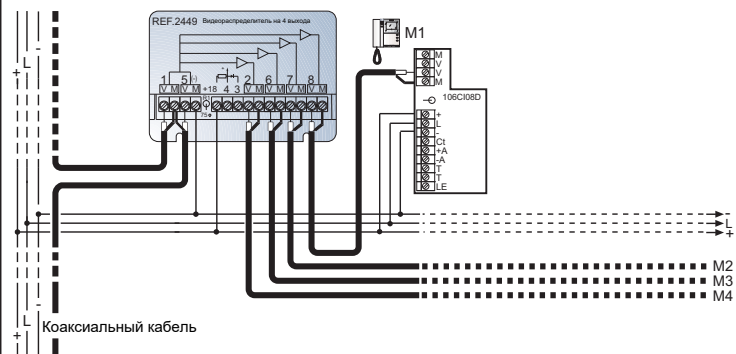 REF.2449 Видеораспределитель на 4 выхода
M1
1 5 (-) +18 4 3 2 6 7 8
V M V M V M V M V M V M
75
M
V
V
M
106CI08D
+
L
-
Ct
+A
-A
T
T
LE
+ L -
-
L
+
M2
M3
M4
+ L -
Коаксиальный кабель